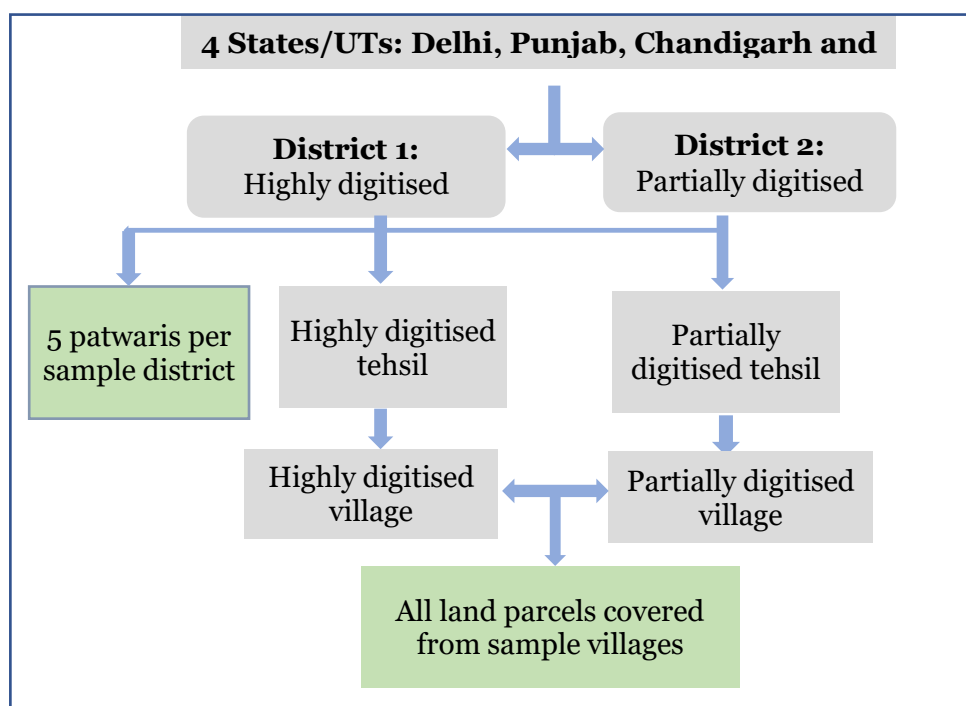 4 States/UTs: Delhi, Punjab, Chandigarh and
District 1:
Highly digitised
District 2:
Partially digitised
5 patwaris per
sample district
Highly digitised
tehsil
Partially
digitised tehsil
Highly digitised
village
Partially digitised
village
All land parcels covered
from sample villages